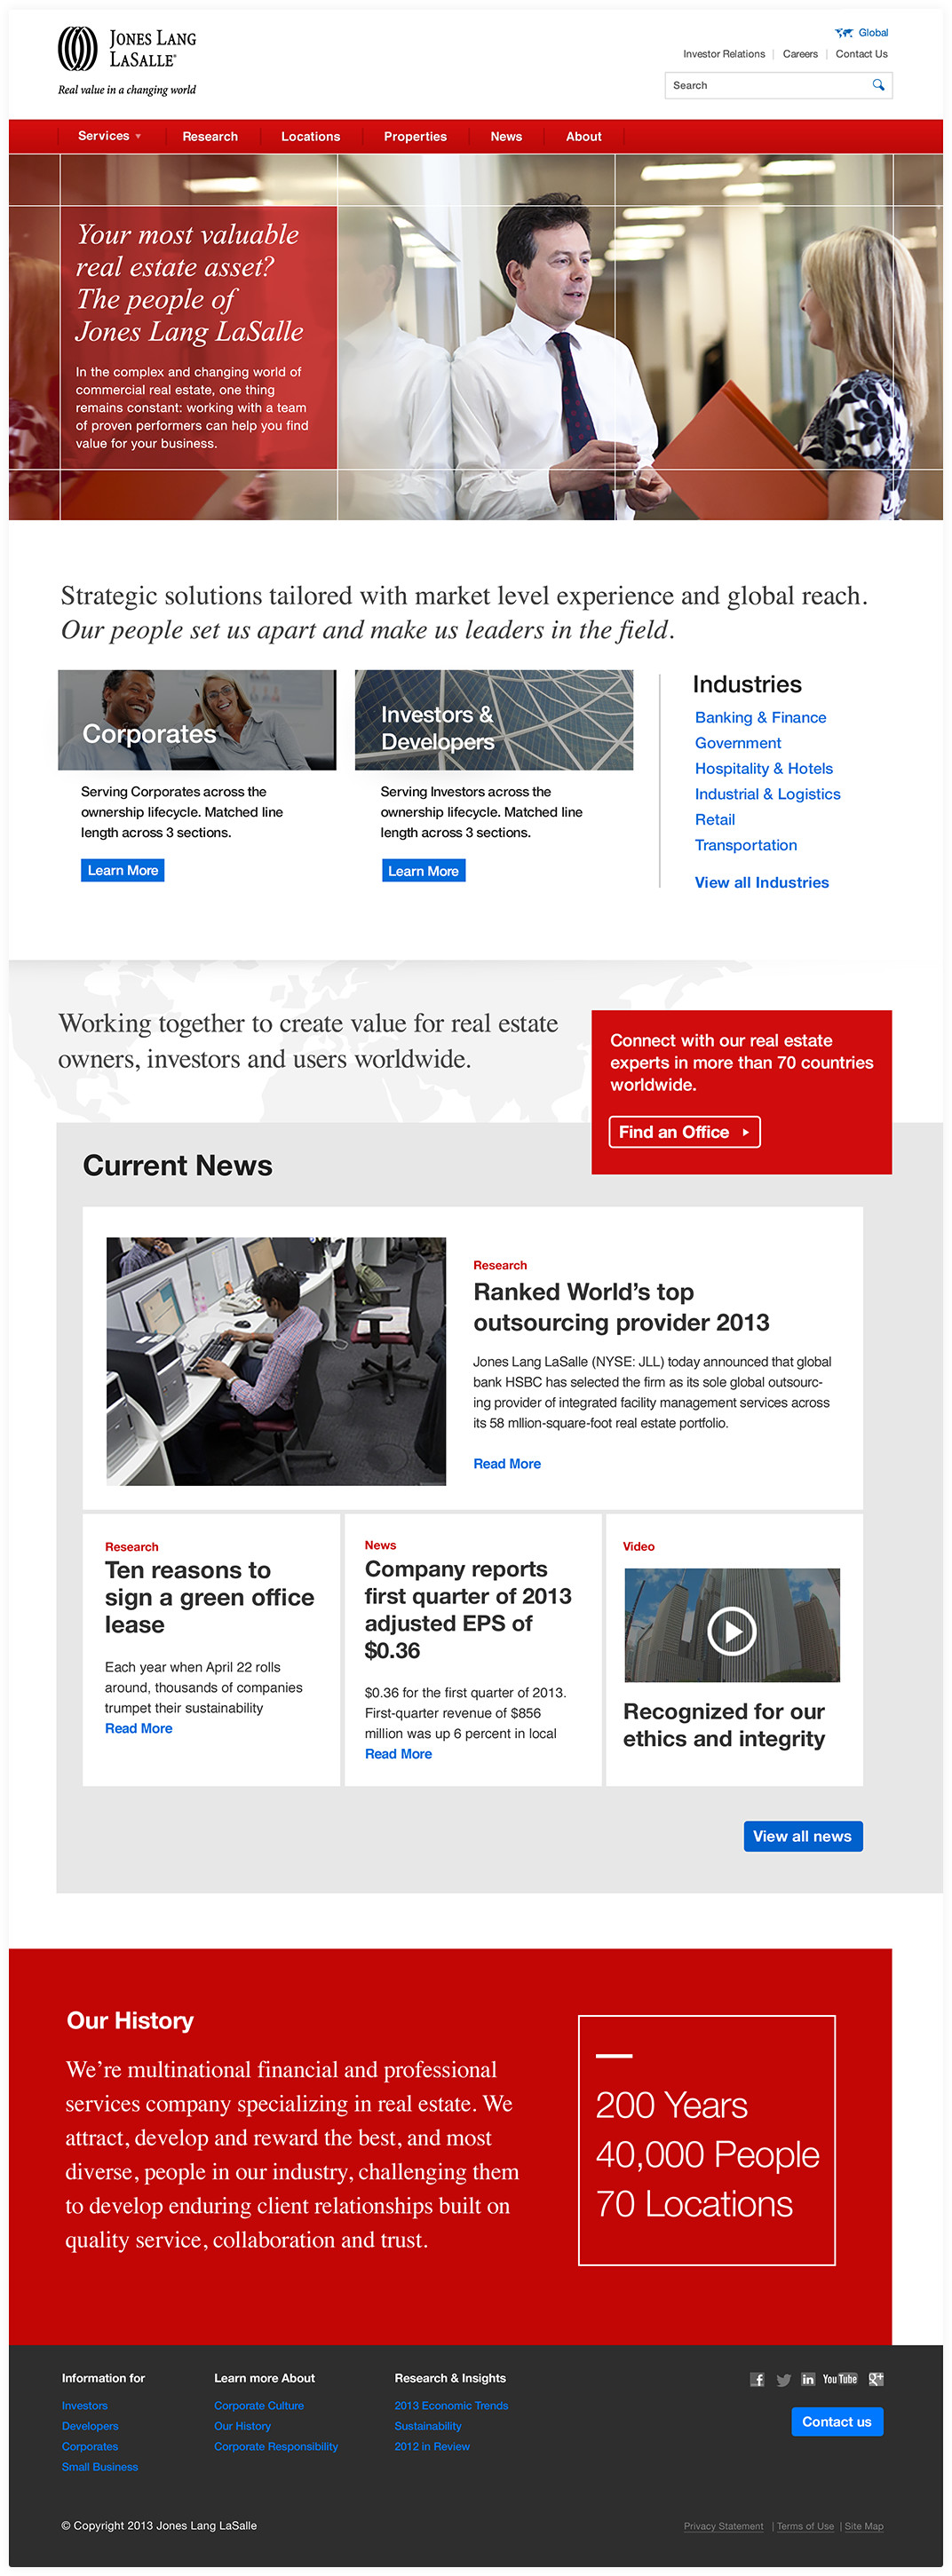 JONES LANG
LASALLE®
Real value in a changing world
Global
Investor Relations | Careers | Contact Us
Search
Services
Research
Locations
Properties
News
About
Your most valuable
real estate asset?
The people of
Jones Lang LaSalle
In the complex and changing world of
commercial real estate, one thing
remains constant: working with a team
of proven performers can help you find
value for your business.
Strategic solutions tailored with market level experience and global reach.
Our people set us apart and make us leaders in the field.
Corporates
Serving Corporates across the
ownership lifecycle. Matched line
length across 3 sections.
Learn More
Investors &
Developers
Serving Investors across the
ownership lifecycle. Matched line
length across 3 sections.
Learn More
Industries
Banking & Finance
Government
Hospitality & Hotels
Industrial & Logistics
Retail
Transportation
View all Industries
Working together to create value for real estate
owners, investors and users worldwide.
Connect with our real estate
experts in more than 70 countries
worldwide.
Find an Office
Current News
Research
Ranked World’s top
outsourcing provider 2013
Jones Lang LaSalle (NYSE: JLL) today announced that global
bank HSBC has selected the firm as its sole global outsourc-
ing provider of integrated facility management services across
its 58 mllion-square-foot real estate portfolio.
Read More
Research
Ten reasons to
sign a green office
lease
Each year when April 22 rolls
around, thousands of companies
trumpet their sustainability
Read More
News
Company reports
first quarter of 2013
adjusted EPS of
$0.36
$0.36 for the first quarter of 2013.
First-quarter revenue of $856
million was up 6 percent in local
Read More
Video
Recognized for our
ethics and integrity
View all news
Our History
We’re multinational financial and professional
services company specializing in real estate. We
attract, develop and reward the best, and most
diverse, people in our industry, challenging them
to develop enduring client relationships built on
quality service, collaboration and trust.
200 Years
40,000 People
70 Locations
Information for
Investors
Developers
Corporates
Small Business
Learn more About
Corporate Culture
Our History
Corporate Responsibility
Research & Insights
2013 Economic Trends
Sustainability
2012 in Review
f
in
You Tube
g+
Contact us
© Copyright 2013 Jones Lang LaSalle
Privacy Statement | Terms of Use | Site Map